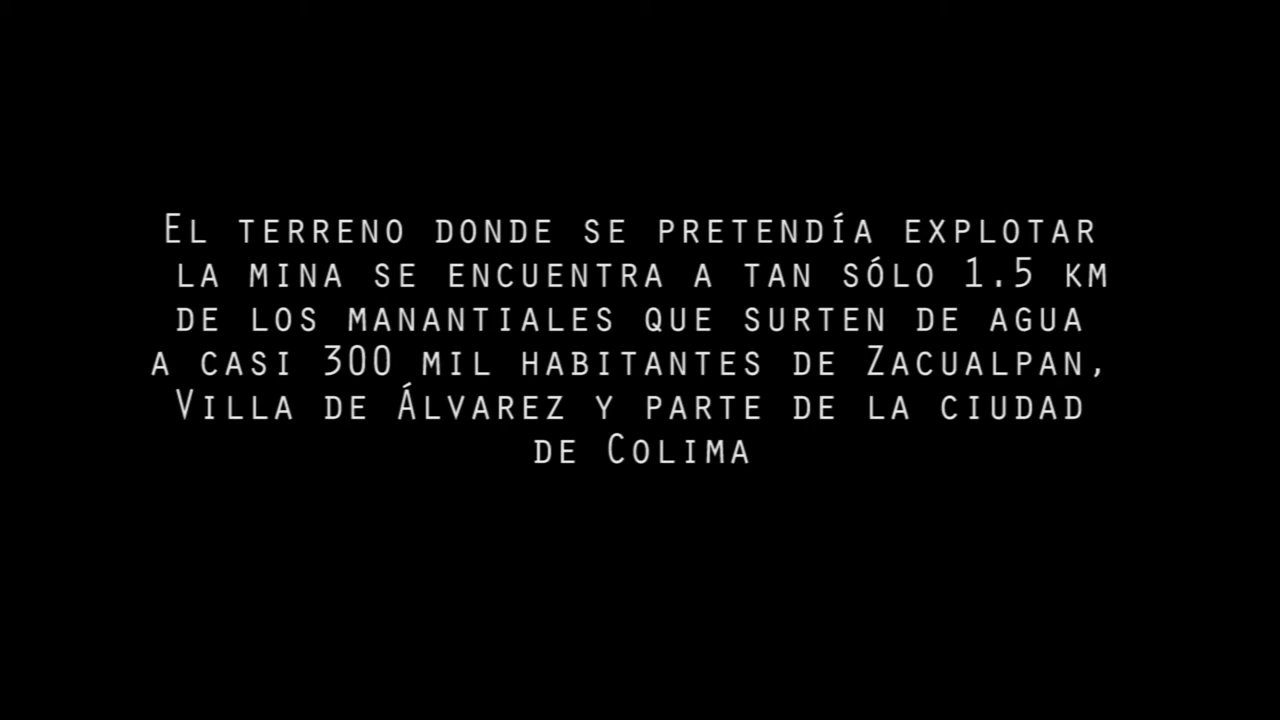 El terreno donde se pretendía explotar
la mina se encuentra a tan sólo 1.5 km
de los manantiales que surten de agua
a casi 300 mil habitantes de Zacualpan,
Villa de Álvarez y parte de la ciudad
de Colima